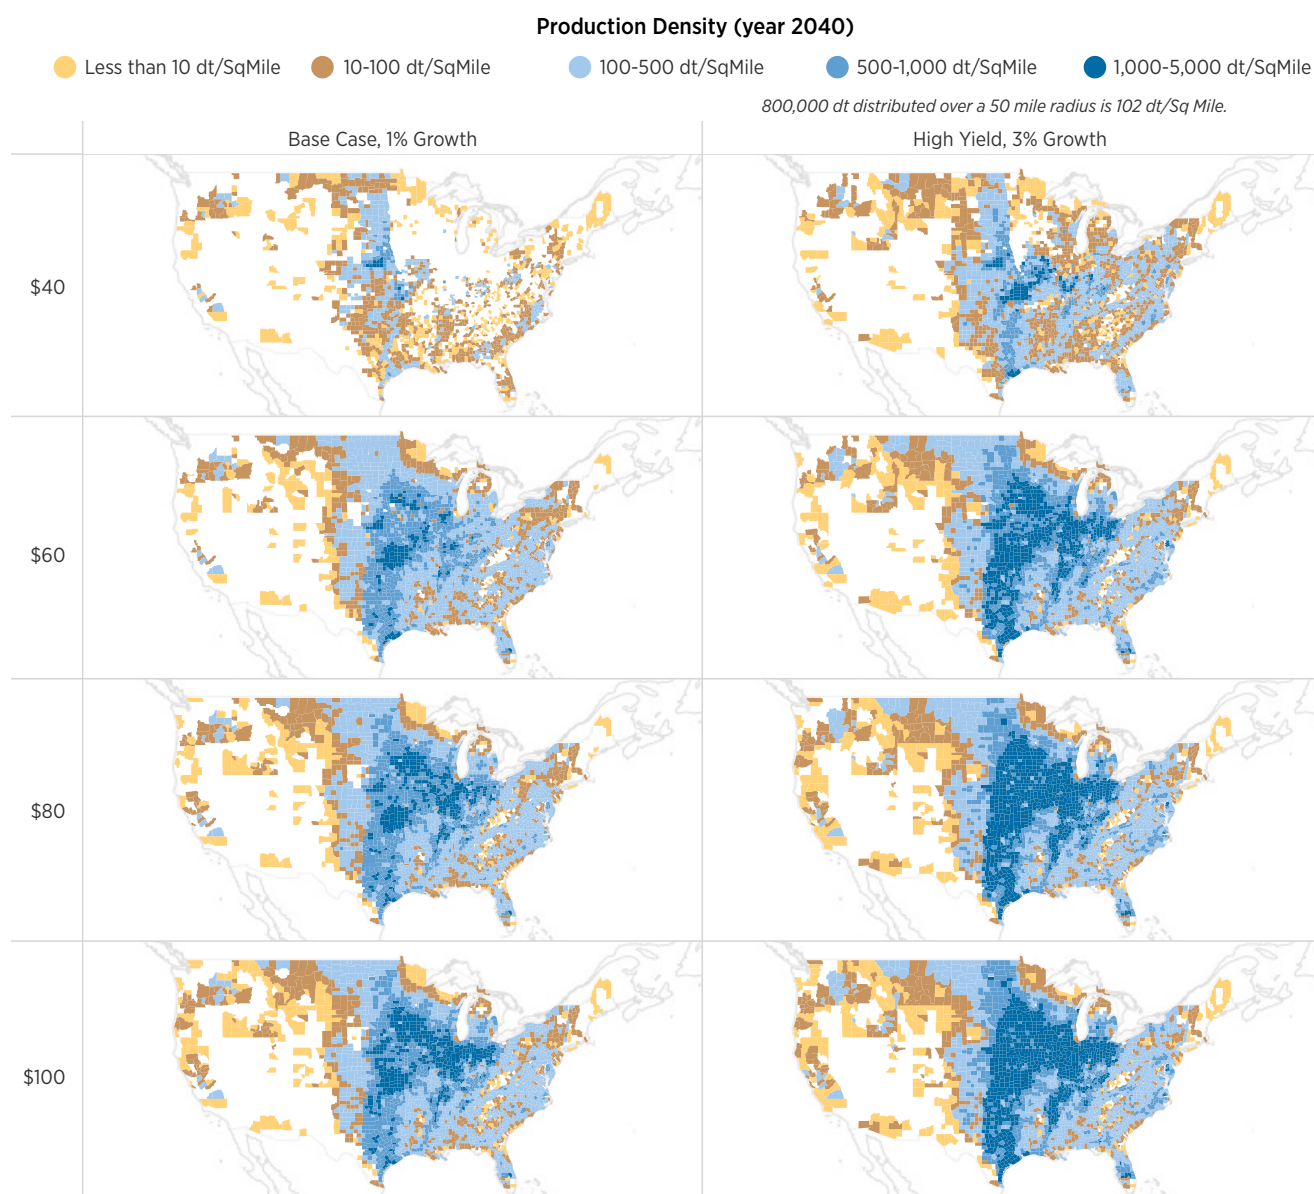 Production Density (year 2040)
Less than 10 dt/SqMile 10-100 dt/SqMile 100-500 dt/SqMile 500-1,000 dt/SqMile 1,000-5,000 dt/SqMile
800,000 dt distributed over a 50 mile radius is 102 dt/Sq Mile.
Base Case, 1% Growth High Yield, 3% Growth
$40
$60
$80
$100